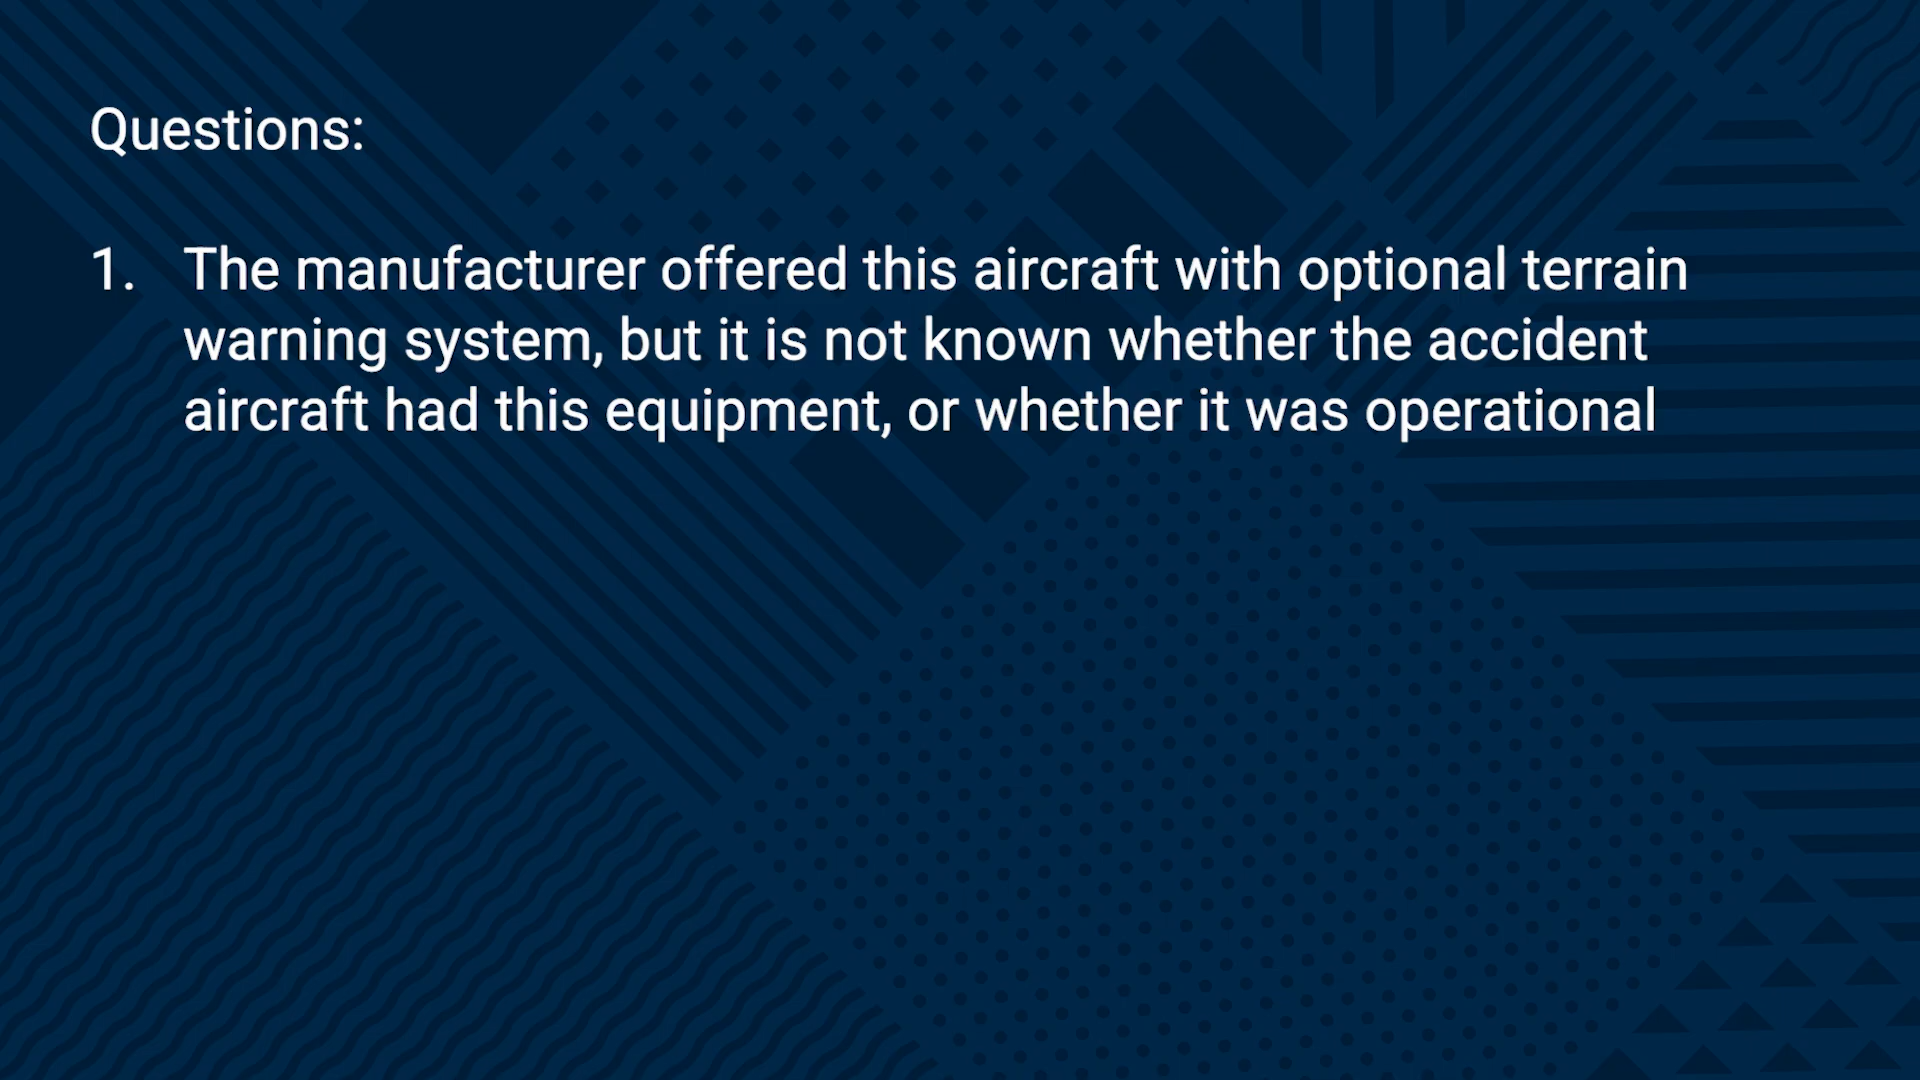 Questions:
1. The manufacturer offered this aircraft with optional terrain
warning system, but it is not known whether the accident
aircraft had this equipment, or whether it was operational